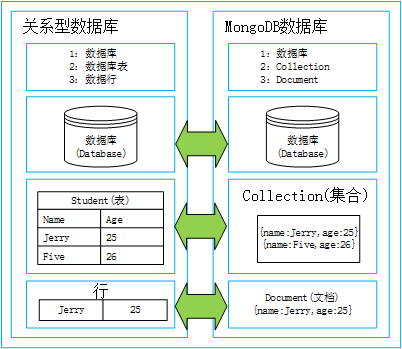 关系型数据库
1：数据库
2：数据库表
3：数据行
数据库
(Database)
Student(表)
Name Age
Jerry 25
Five 26
行
Jerry 25
MongoDB数据库
1：数据库
2：Collection
3：Document
数据库
(Database)
Collection(集合)
{name:Jerry,age:25}
{name:Five,age:26}
Document(文档)
{name:Jerry,age:25}